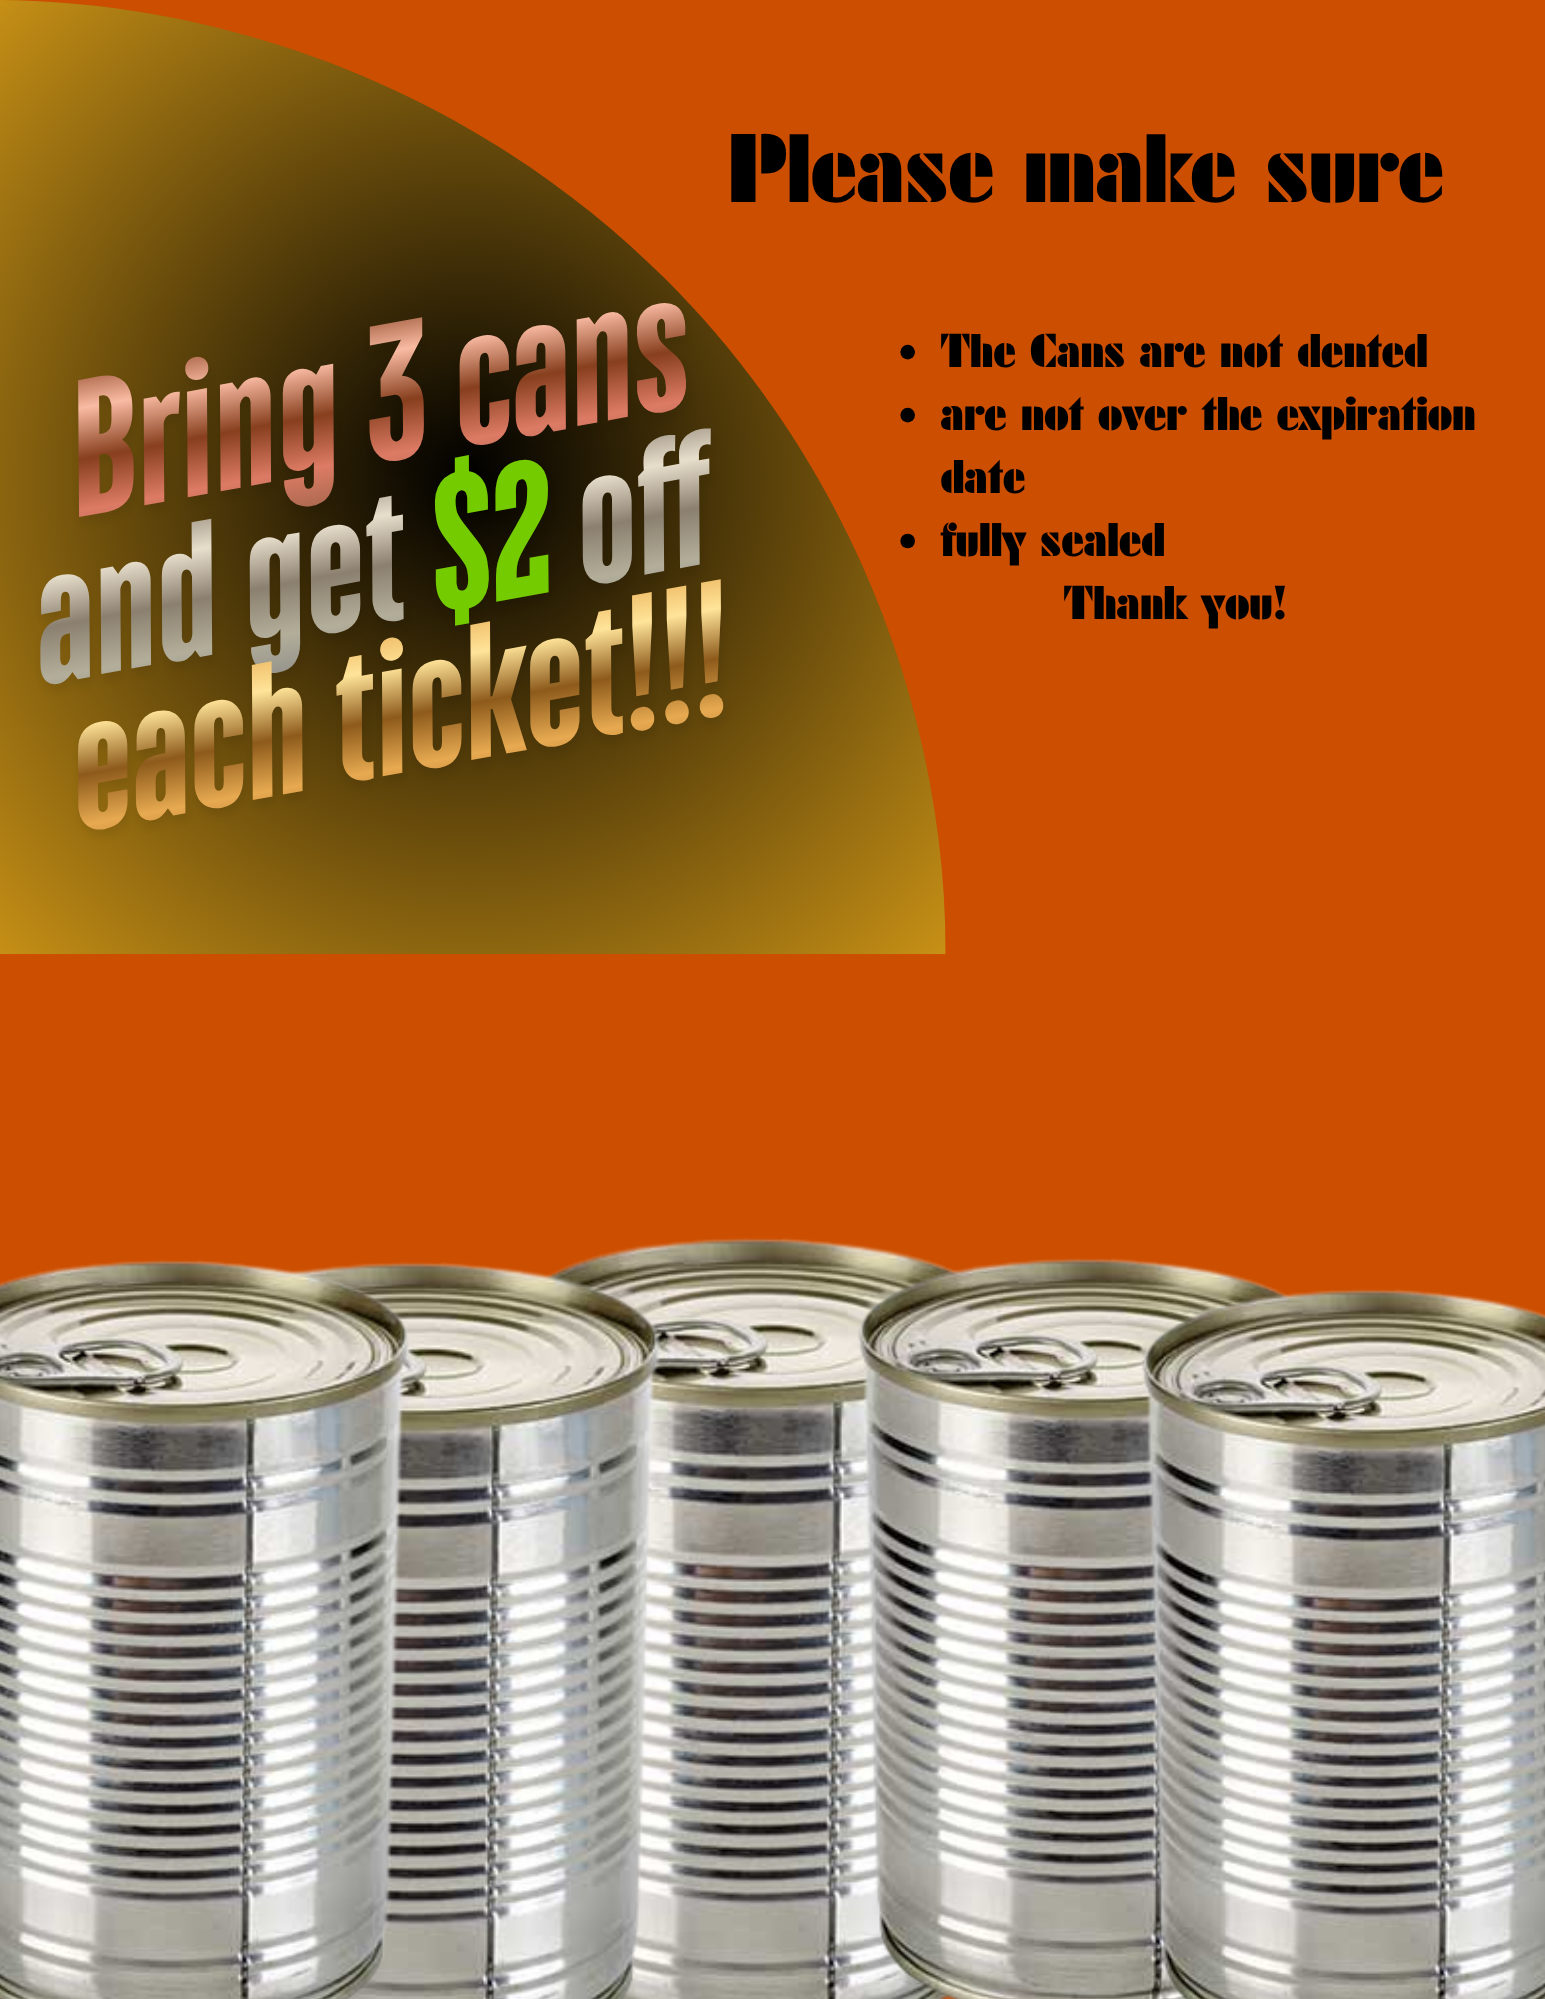 Bring 3 cans
and get $2 off
each ticket!!!
Please make sure
• The Cans are not dented
• are not over the expiration
date
• fully sealed
Thank you!